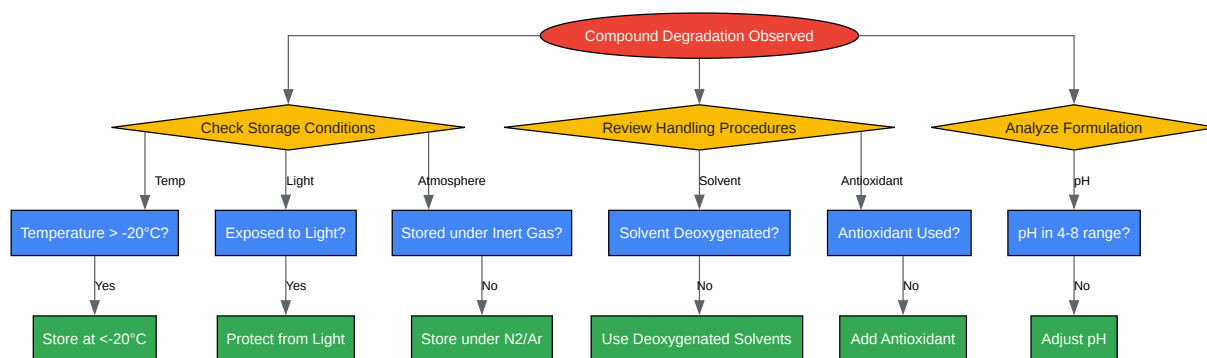 Compound Degradation Observed
Check Storage Conditions
Review Handling Procedures
Analyze Formulation
Temp
Light
Atmosphere
Solvent
Antioxidant
pH
Temperature > -20°C?
Exposed to Light?
Stored under Inert Gas?
Solvent Deoxygenated?
Antioxidant Used?
pH in 4-8 range?
Yes
Yes
No
No
No
No
Store at <-20°C
Protect from Light
Store under N2/Ar
Use Deoxygenated Solvents
Add Antioxidant
Adjust pH